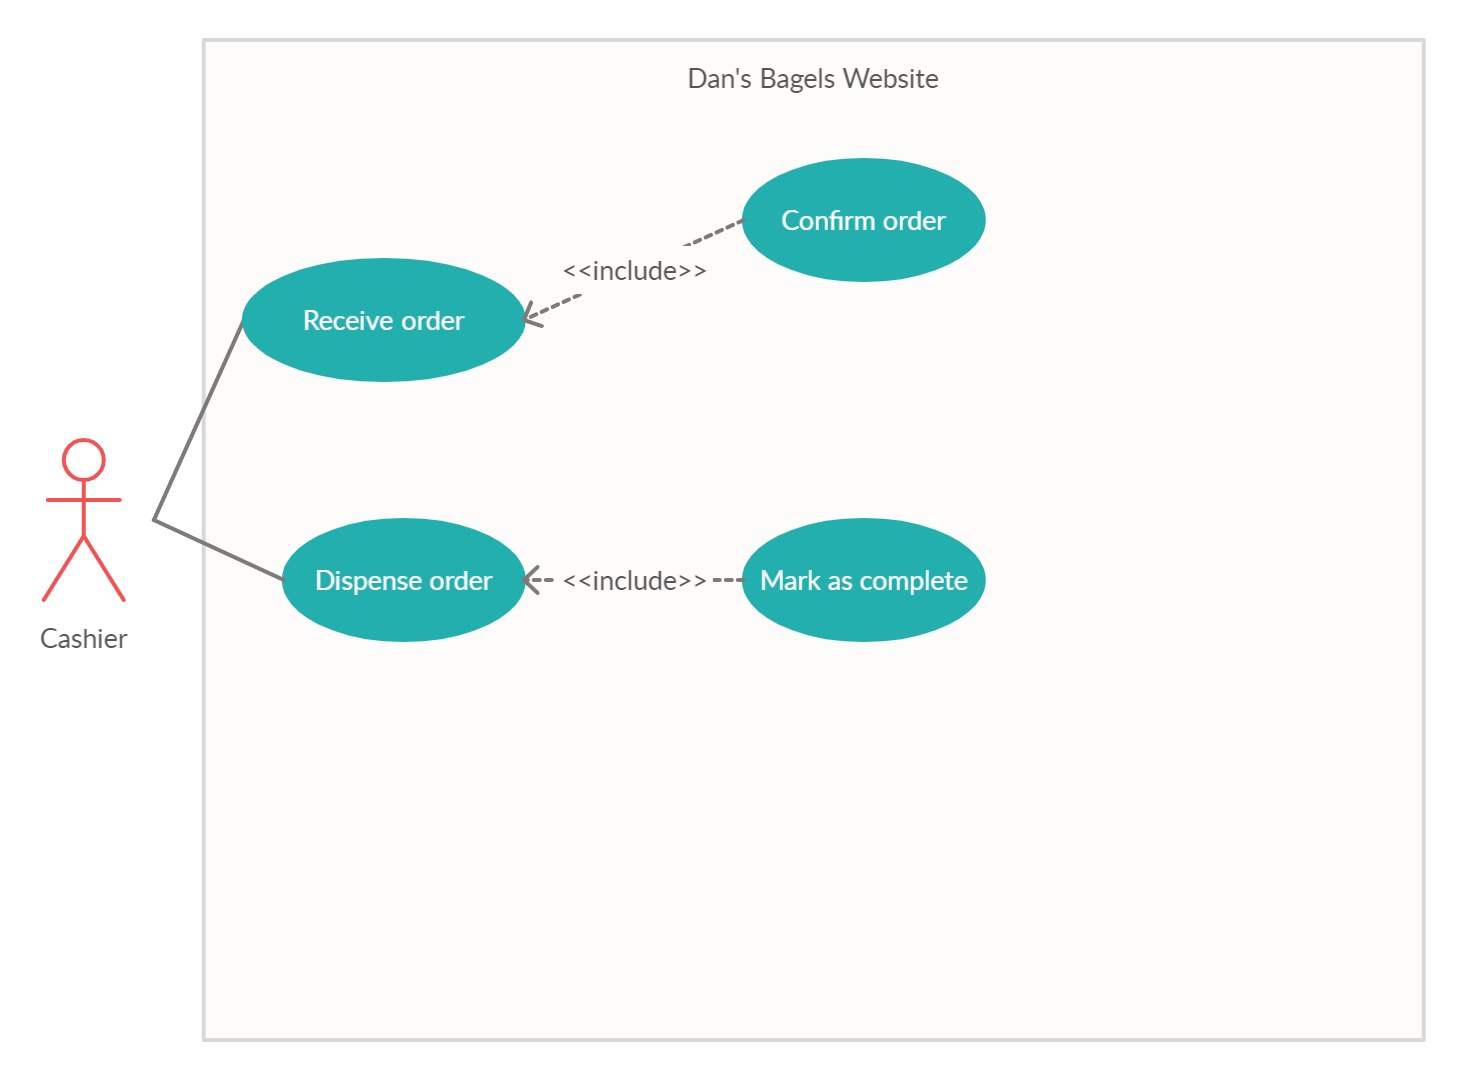 Dan's Bagels Website
Confirm order
<<include>>
Receive order
Dispense order
<<include>>
Mark as complete
Cashier